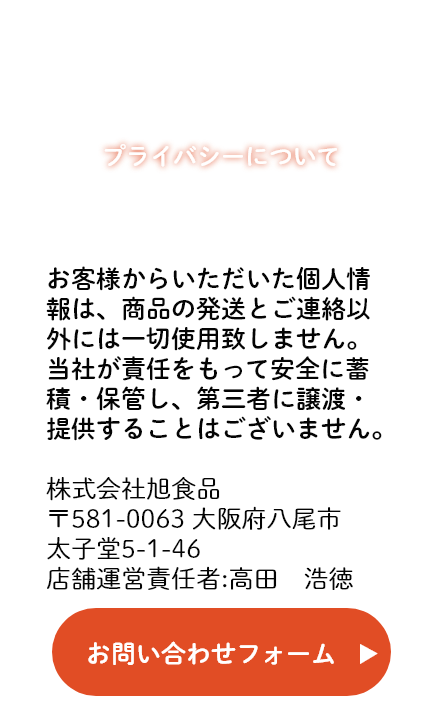 プライバシーについて
お客様からいただいた個人情
報は、商品の発送とご連絡以
外には一切使用致しません。
当社が責任をもって安全に蓄
積・保管し、第三者に譲渡・
提供することはございません。
株式会社旭食品
〒581-0063 大阪府八尾市
太子堂5-1-46
店舗運営責任者:高田　浩徳
お問い合わせフォーム